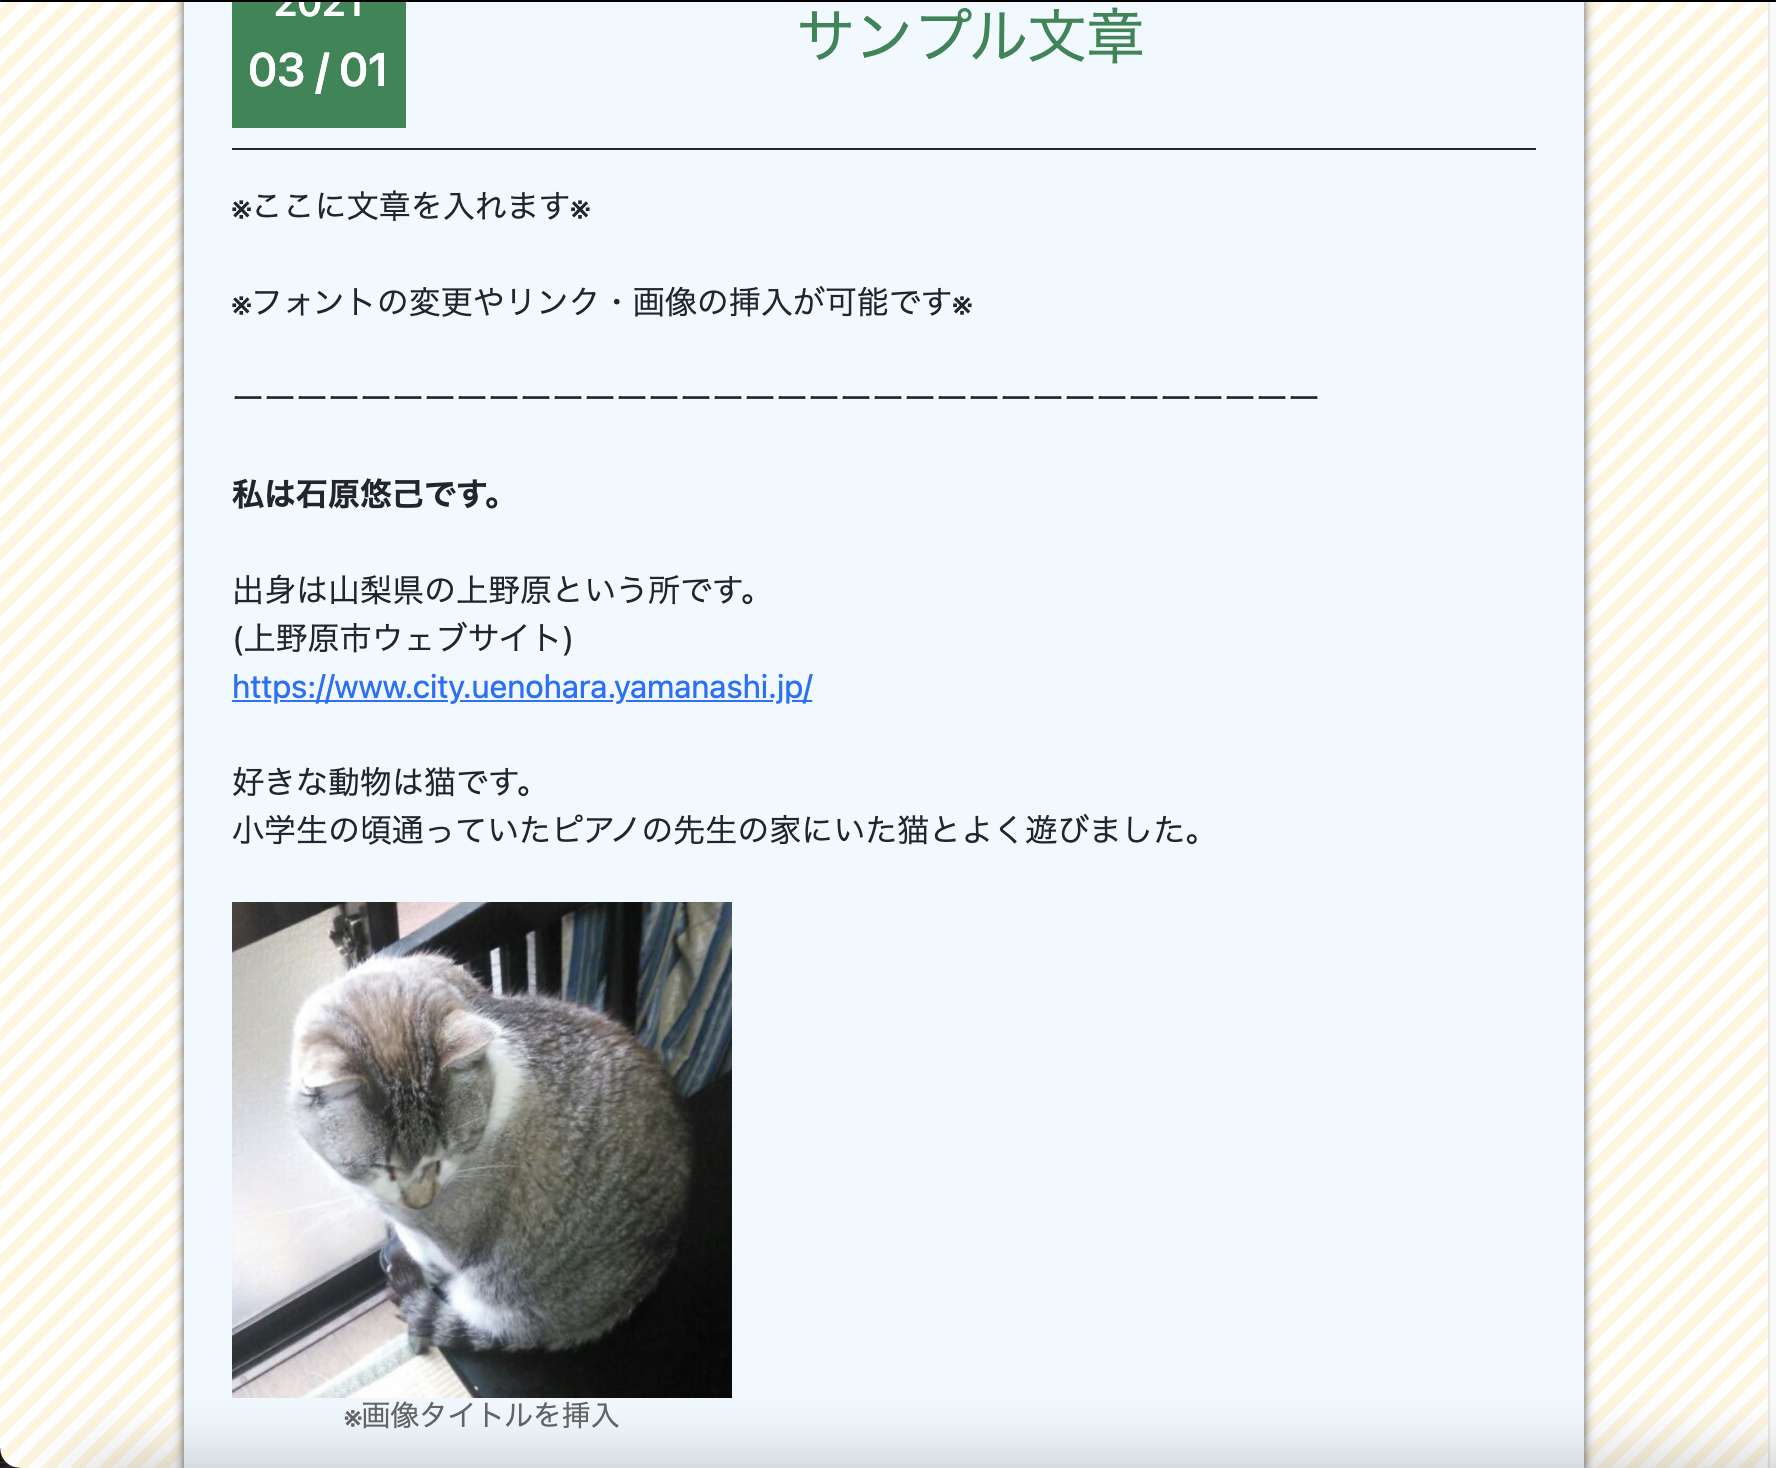 2021
03 / 01
サンプル文章
※ここに文章を入れます※
※フォントの変更やリンク・画像の挿入が可能です※
ーーーーーーーーーーーーーーーーーーーーーーーーーーーーーーーーーー
私は石原悠己です。
出身は山梨県の上野原という所です。
(上野原市ウェブサイト)
https://www.city.uenohara.yamanashi.jp/
好きな動物は猫です。
小学生の頃通っていたピアノの先生の家にいた猫とよく遊びました。
※画像タイトルを挿入